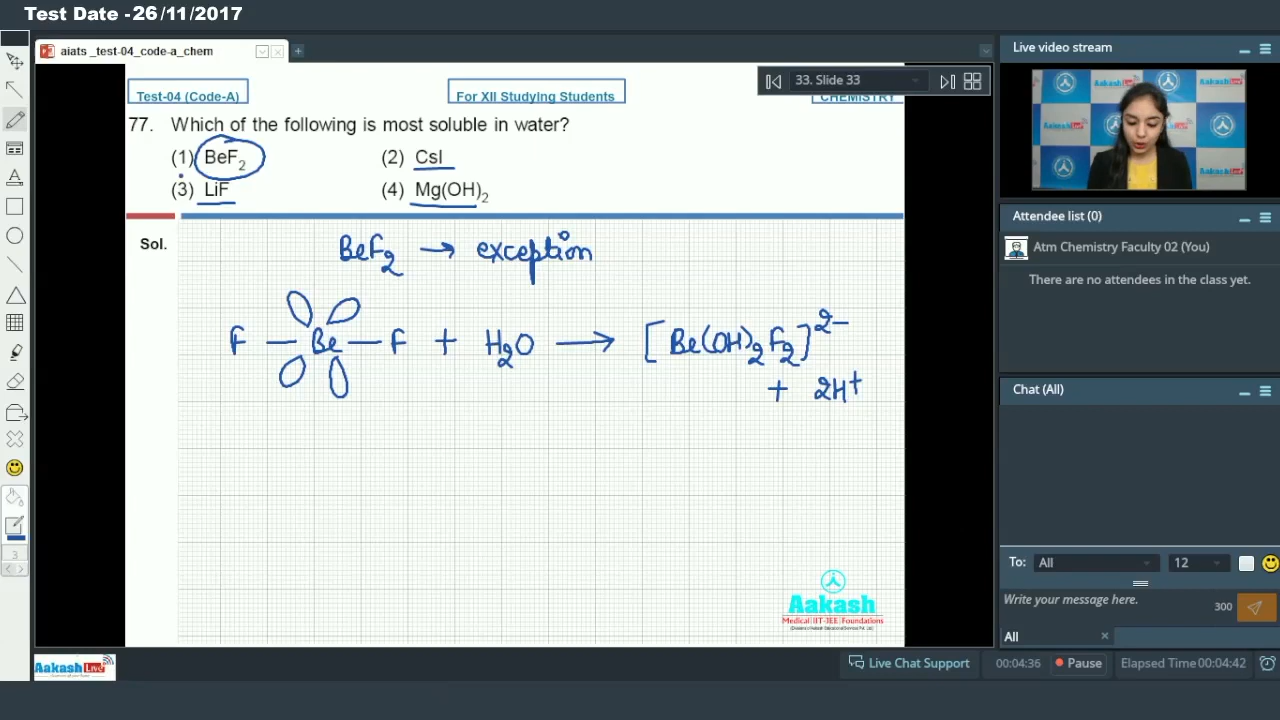 Test Date -26/11/2017
aiats _test-04_code-a_chem
33. Slide 33
Live video stream
Test-04 (Code-A)
For XII Studying Students
CHEMISTRY
77. Which of the following is most soluble in water?
(1) BeF2 (2) CsI
(3) LiF (4) Mg(OH)2
Sol.
BeF2 → exception
F — Be — F + H2O → [Be(OH)2F2]2−
+ 2H+
Aakash
Medical|IIT-JEE|Foundations
Attendee list (0)
Atm Chemistry Faculty 02 (You)
There are no attendees in the class yet.
Chat (All)
To: All 12
Write your message here. 300
All
3
Aakash Live
Live Chat Support 00:04:36 Pause Elapsed Time 00:04:42